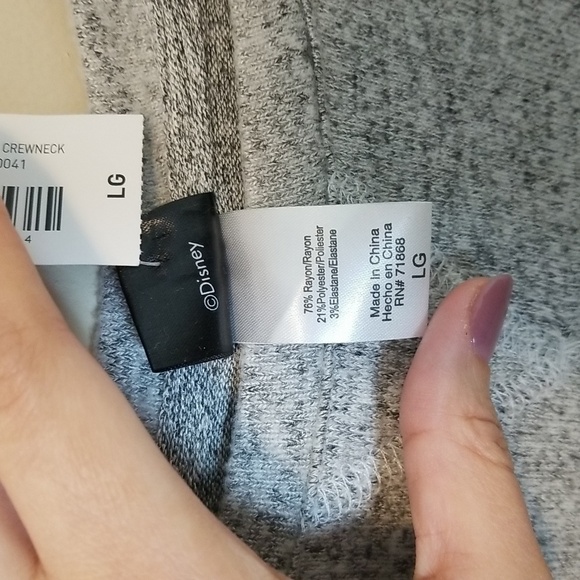 CREWNECK
0041
LG
4
©Disney
76% Rayon/Rayon
21%Polyester/Poliester
3%Elastane/Elastane
Made In China
Hecho en China
RN# 71868
LG